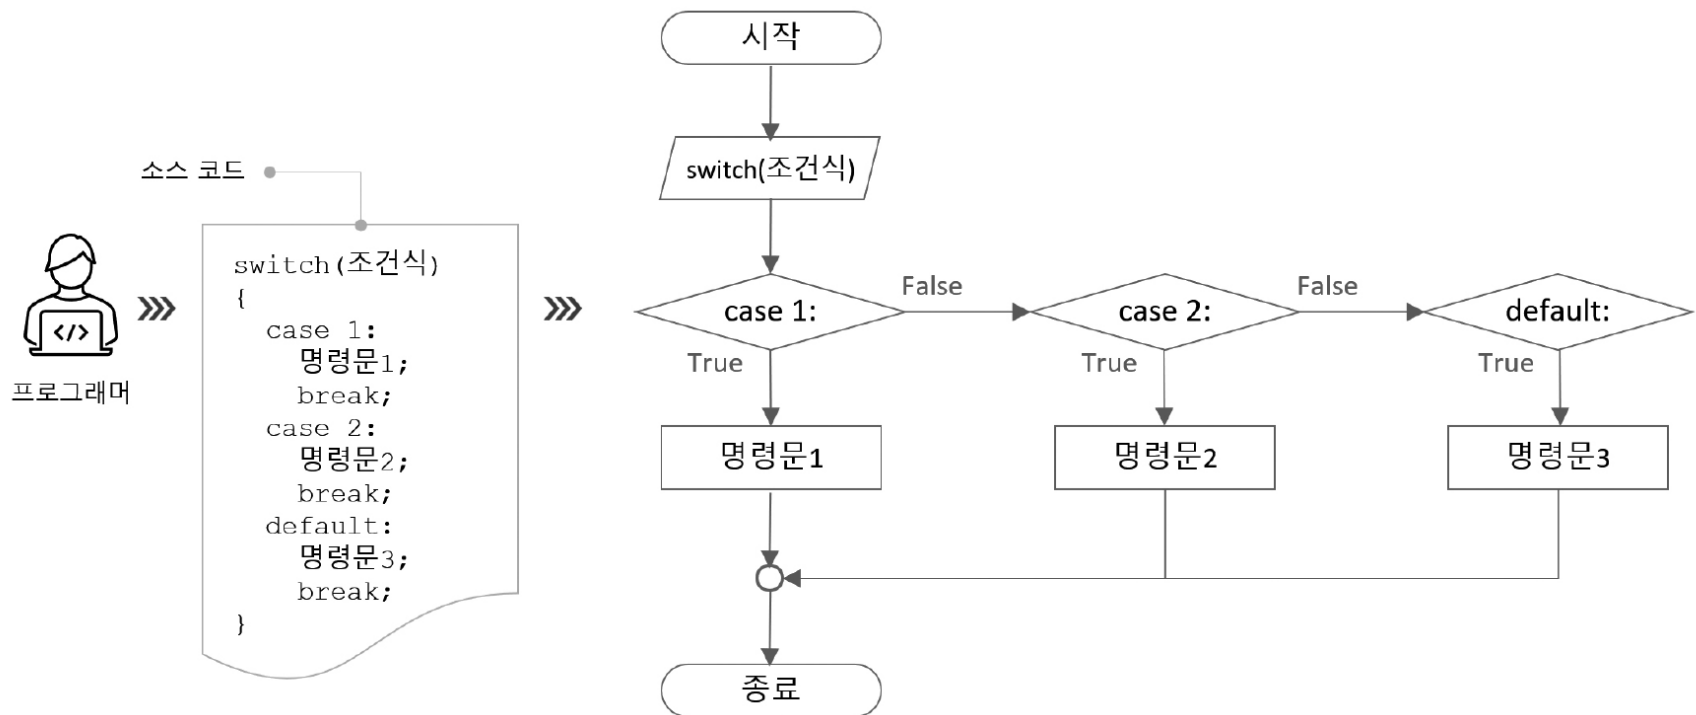 시작
switch(조건식)
소스 코드
switch(조건식)
{
case 1:
명령문1;
break;
case 2:
명령문2;
break;
default:
명령문3;
break;
}
</>
프로그래머
case 1:
False
case 2:
False
default:
True
True
True
명령문1
명령문2
명령문3
종료